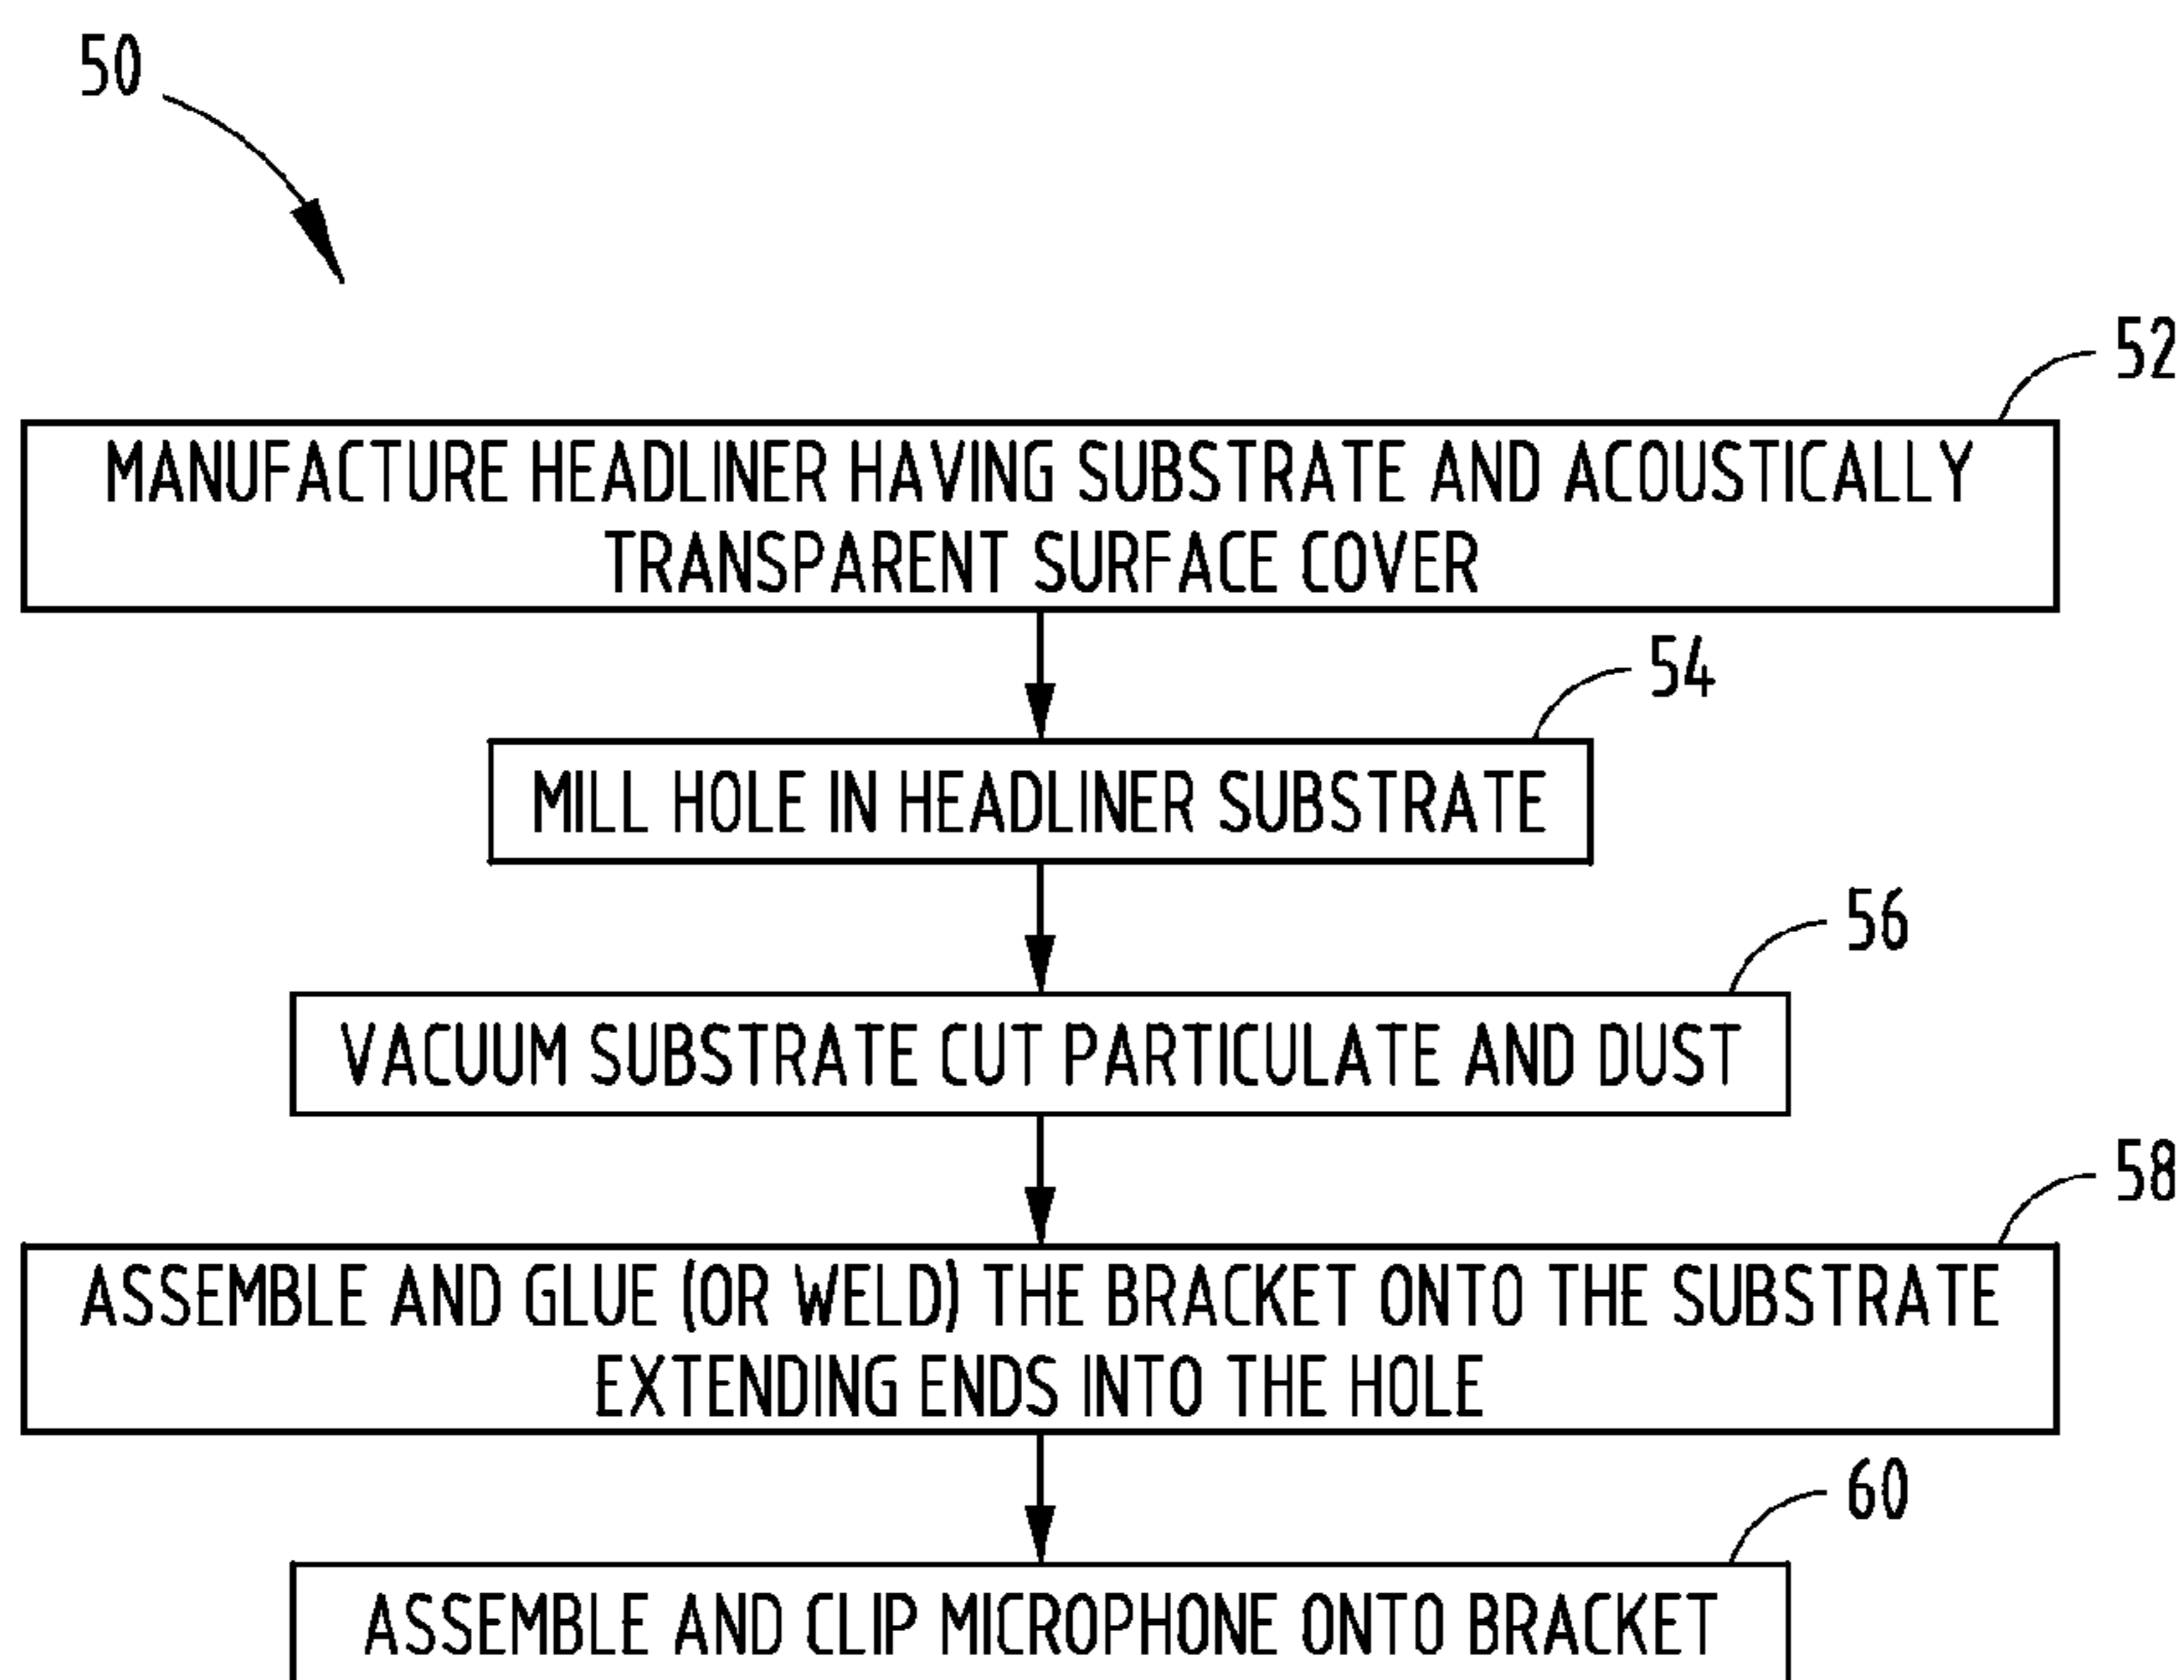 50
52
MANUFACTURE HEADLINER HAVING SUBSTRATE AND ACOUSTICALLY
TRANSPARENT SURFACE COVER
54
MILL HOLE IN HEADLINER SUBSTRATE
56
VACUUM SUBSTRATE CUT PARTICULATE AND DUST
58
ASSEMBLE AND GLUE (OR WELD) THE BRACKET ONTO THE SUBSTRATE
EXTENDING ENDS INTO THE HOLE
60
ASSEMBLE AND CLIP MICROPHONE ONTO BRACKET